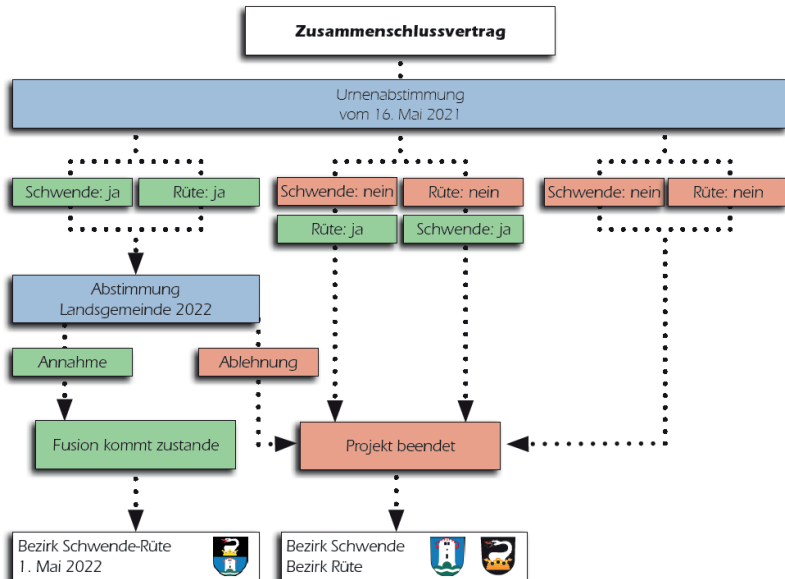 Zusammenschlussvertrag
Urnenabstimmung
vom 16. Mai 2021
Schwende: ja
Rüte: ja
Schwende: nein
Rüte: nein
Schwende: nein
Rüte: nein
Rüte: ja
Schwende: ja
Abstimmung
Landsgemeinde 2022
Annahme
Ablehnung
Fusion kommt zustande
Projekt beendet
Bezirk Schwende-Rüte
1. Mai 2022
Bezirk Schwende
Bezirk Rüte